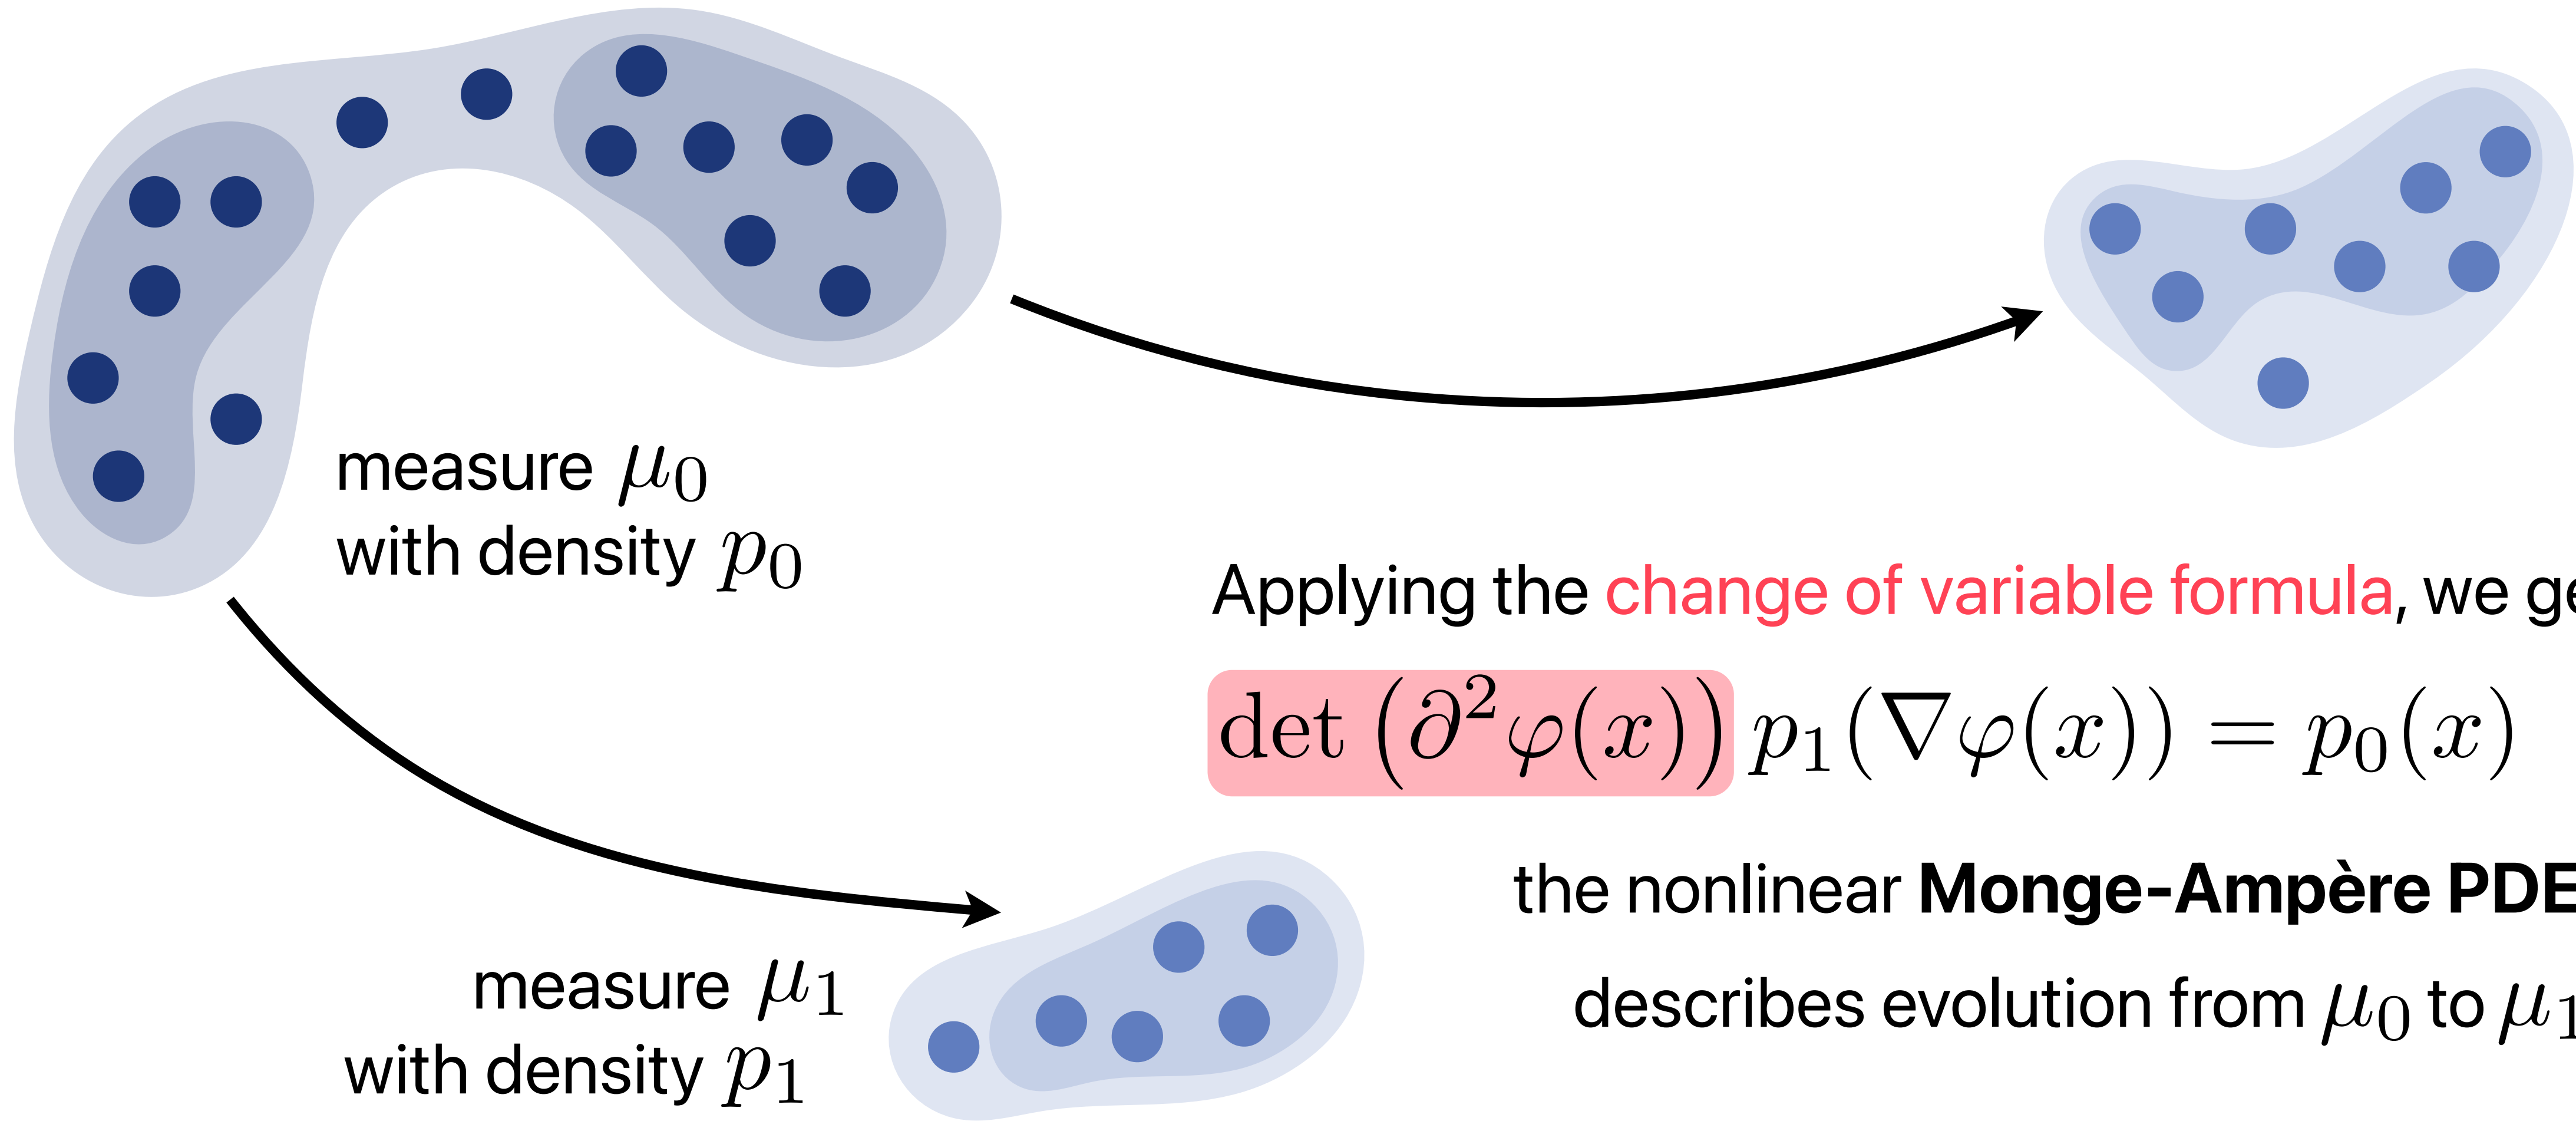 measure μ₀
with density p₀
Applying the change of variable formula, we ge
det (∂²φ(x)) p₁(∇φ(x)) = p₀(x)
the nonlinear Monge-Ampère PDE
describes evolution from μ₀ to μ₁
measure μ₁
with density p₁